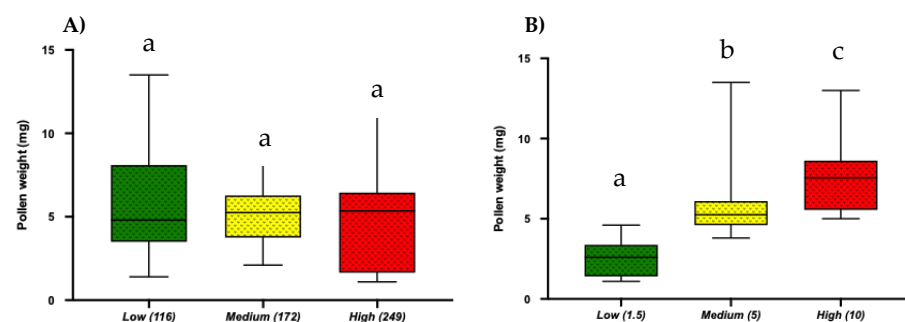 A)
a
a
a
15
10
5
0
Pollen weight (mg)
Low (116) Medium (172) High (249)
B)
b
c
a
15
10
5
0
Pollen weight (mg)
Low (1.5) Medium (5) High (10)